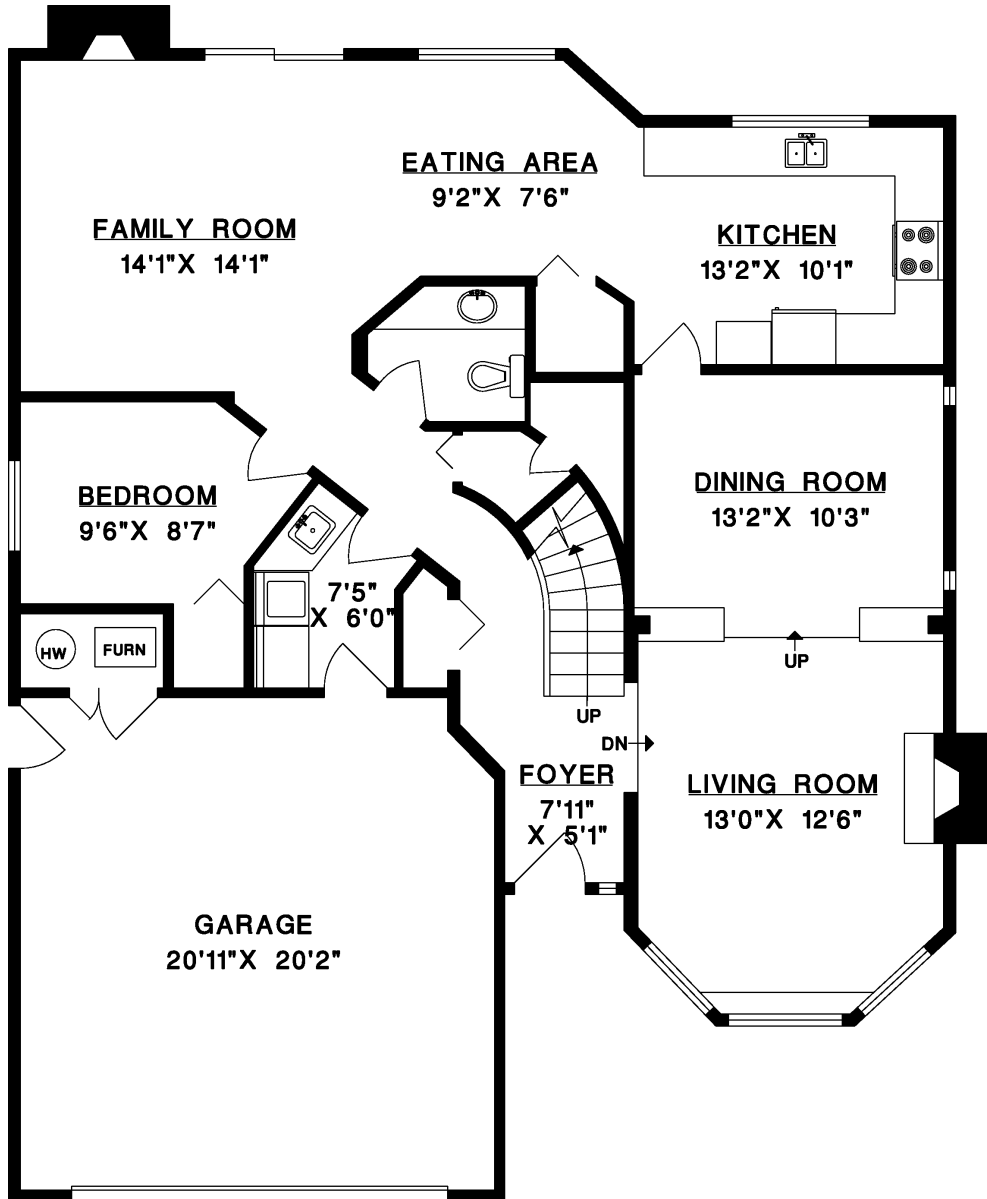 EATING AREA
9'2"X 7'6"
FAMILY ROOM
14'1"X 14'1"
KITCHEN
13'2"X 10'1"
BEDROOM
9'6"X 8'7"
DINING ROOM
13'2"X 10'3"
7'5"
X 6'0"
HW
FURN
UP
UP
DN
FOYER
7'11"
X 5'1"
LIVING ROOM
13'0"X 12'6"
GARAGE
20'11"X 20'2"